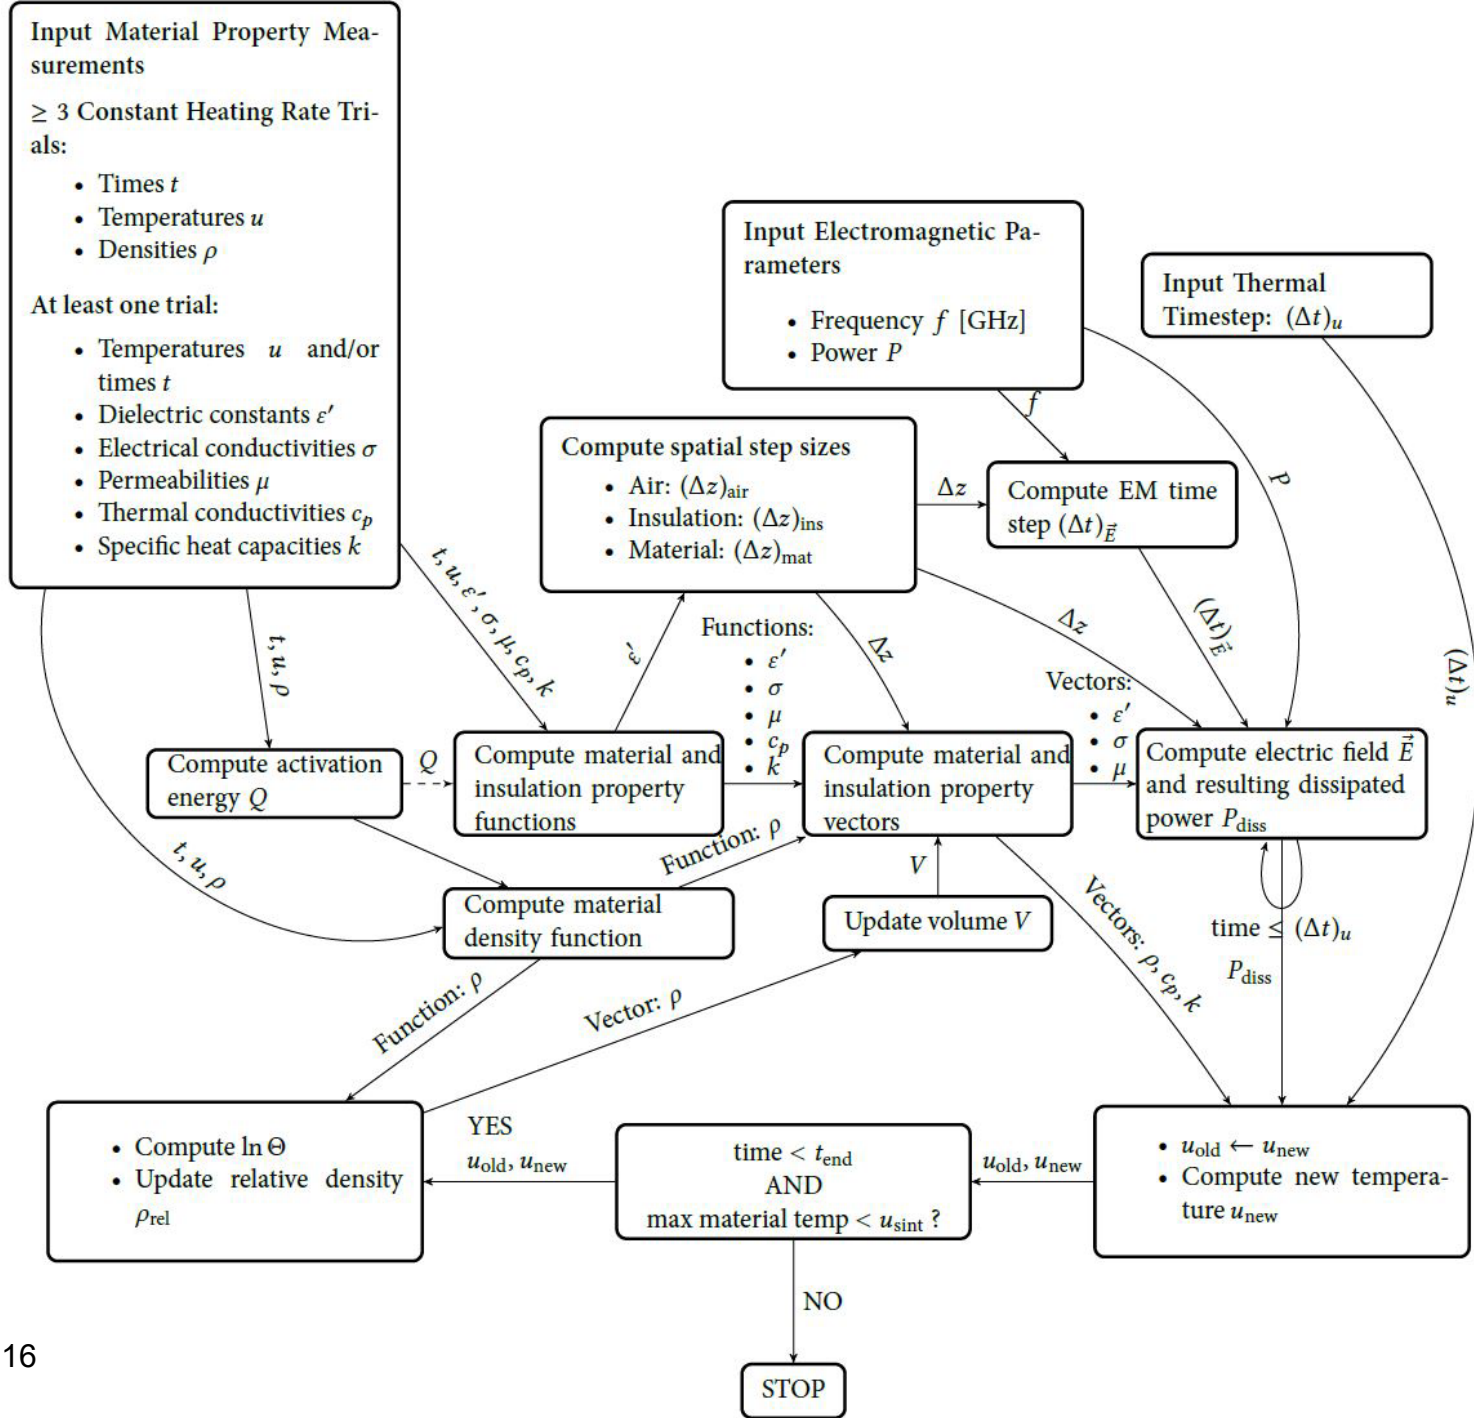 Input Material Property Mea-
surements
≥ 3 Constant Heating Rate Tri-
als:
• Times t
• Temperatures u
• Densities ρ
At least one trial:
• Temperatures u and/or
times t
• Dielectric constants ε′
• Electrical conductivities σ
• Permeabilities μ
• Thermal conductivities c_p
• Specific heat capacities k
Input Electromagnetic Pa-
rameters
• Frequency f [GHz]
• Power P
Input Thermal
Timestep: (Δt)_u
f
P
(Δt)_u
Compute spatial step sizes
• Air: (Δz)_air
• Insulation: (Δz)_ins
• Material: (Δz)_mat
Δz
Compute EM time
step (Δt)_E⃗
t, u, ε′, σ, μ, c_p, k
t, u, ρ
ε′
Δz
Δz
(Δt)_E⃗
Functions:
• ε′
• σ
• μ
• c_p
• k
Vectors:
• ε′
• σ
• μ
Compute activation
energy Q
Q
Compute material and
insulation property
functions
Compute material and
insulation property
vectors
Compute electric field E⃗
and resulting dissipated
power P_diss
t, u, ρ
Function: ρ
V
Compute material
density function
Update volume V
time ≤ (Δt)_u
P_diss
Vectors: ρ, c_p, k
Function: ρ
Vector: ρ
• Compute ln Θ
• Update relative density
ρ_rel
YES
u_old, u_new
time < t_end
AND
max material temp < u_sint ?
u_old, u_new
• u_old ← u_new
• Compute new tempera-
ture u_new
NO
STOP
16